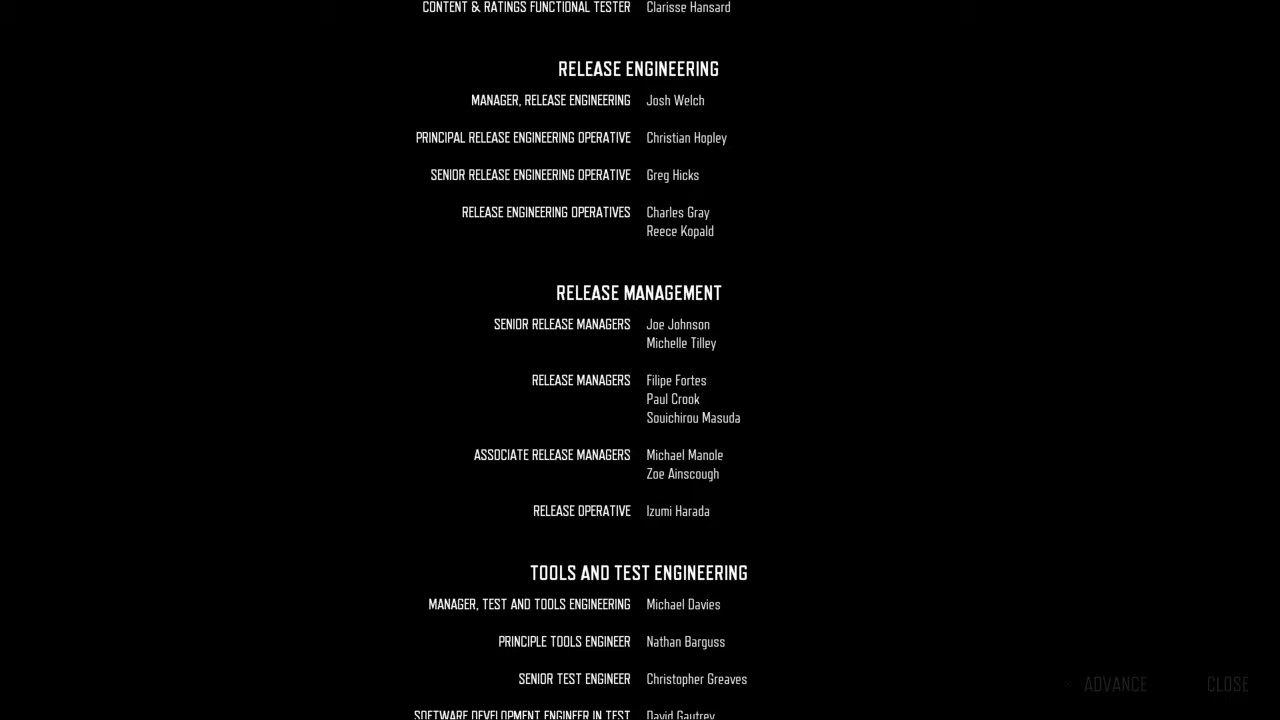 CONTENT & RATINGS FUNCTIONAL TESTER Clarisse Hansard
RELEASE ENGINEERING
MANAGER, RELEASE ENGINEERING Josh Welch
PRINCIPAL RELEASE ENGINEERING OPERATIVE Christian Hopley
SENIOR RELEASE ENGINEERING OPERATIVE Greg Hicks
RELEASE ENGINEERING OPERATIVES Charles Gray
Reece Kopald
RELEASE MANAGEMENT
SENIOR RELEASE MANAGERS Joe Johnson
Michelle Tilley
RELEASE MANAGERS Filipe Fortes
Paul Crook
Souichirou Masuda
ASSOCIATE RELEASE MANAGERS Michael Manole
Zoe Ainscough
RELEASE OPERATIVE Izumi Harada
TOOLS AND TEST ENGINEERING
MANAGER, TEST AND TOOLS ENGINEERING Michael Davies
PRINCIPLE TOOLS ENGINEER Nathan Barguss
SENIOR TEST ENGINEER Christopher Greaves
ADVANCE CLOSE
SOFTWARE DEVELOPMENT ENGINEER IN TEST David Gautrey